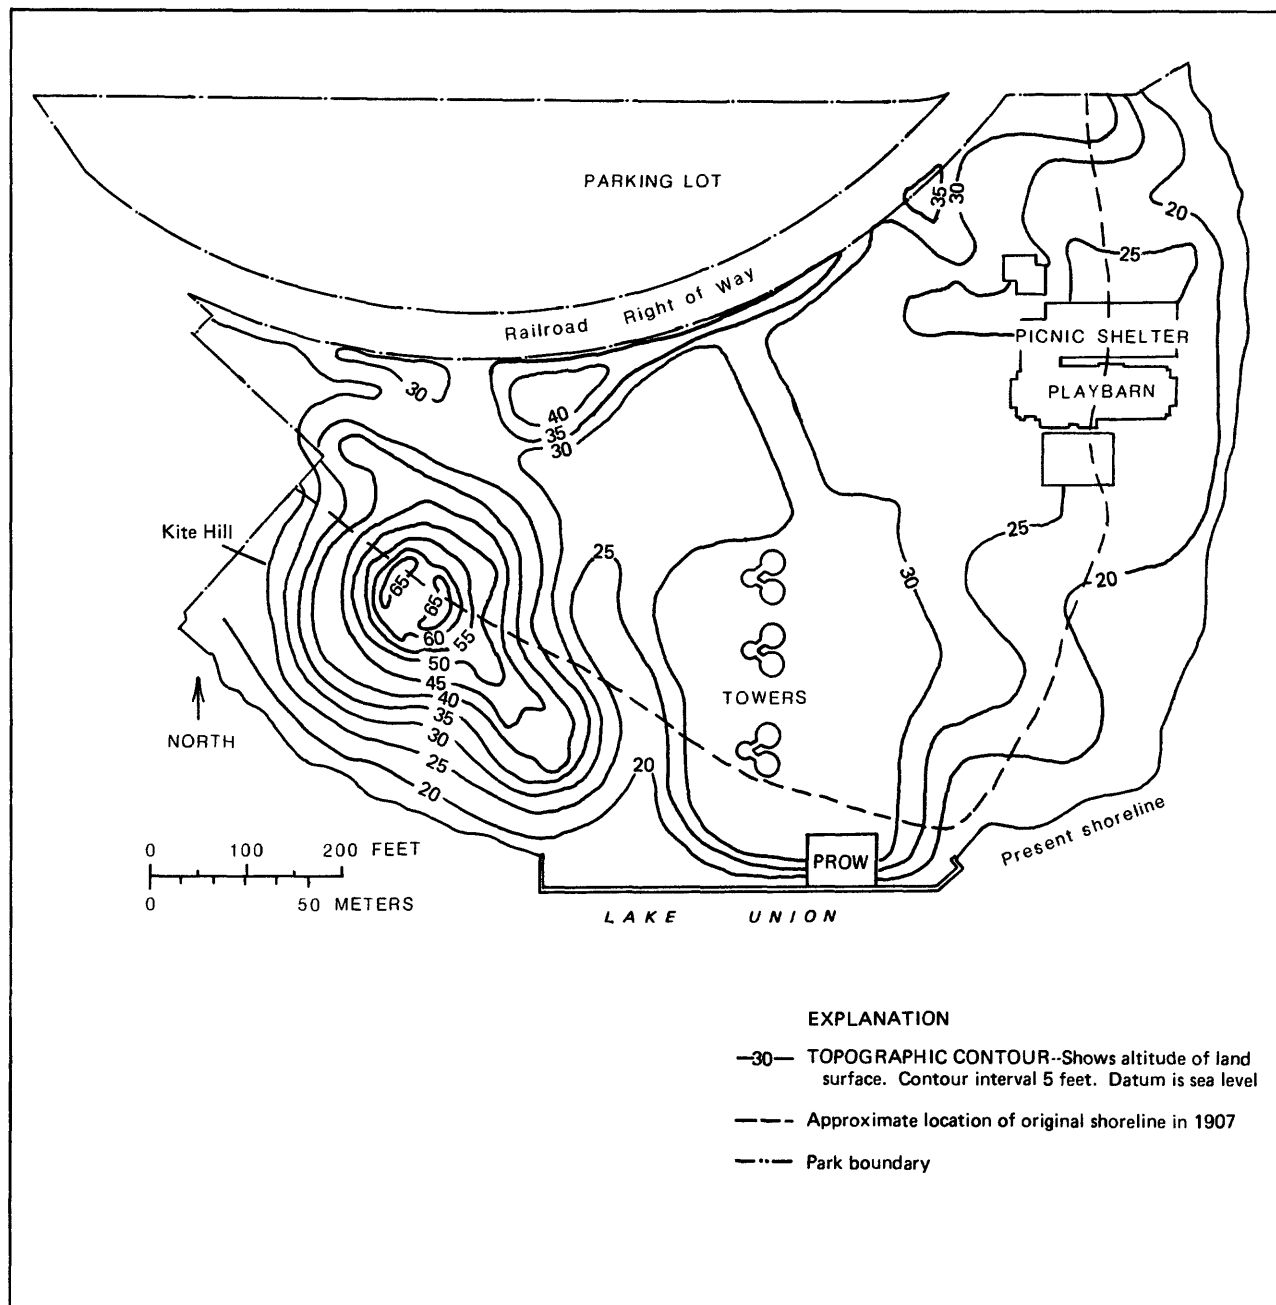 PARKING LOT
35
30
20
25
Railroad Right of Way
PICNIC SHELTER
30
PLAYBARN
40
35
30
Kite Hill
25
25
65
65
30
20
60
55
50
45
40
35
30
25
20
TOWERS
20
NORTH
Present shoreline
0 100 200 FEET
PROW
0 50 METERS
LAKE UNION
EXPLANATION
—30— TOPOGRAPHIC CONTOUR--Shows altitude of land
surface. Contour interval 5 feet. Datum is sea level
Approximate location of original shoreline in 1907
Park boundary